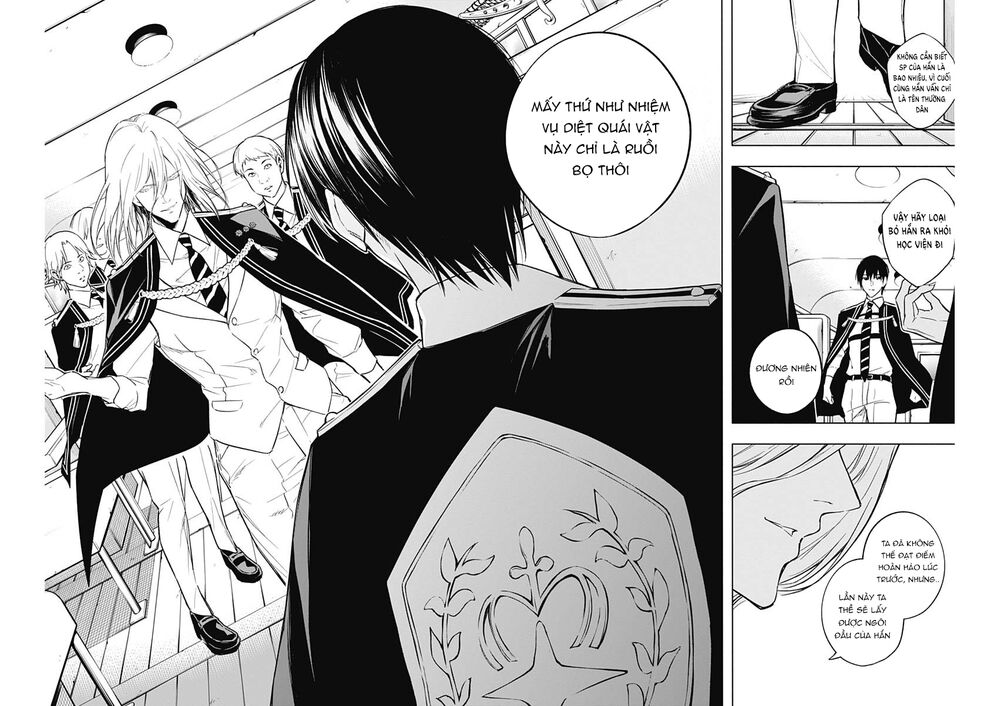 KHÔNG CẦN BIẾT
SP CỦA HẮN LÀ
BAO NHIÊU, VÌ CUỐI
CÙNG HẮN VẪN CHỈ
LÀ TÊN THƯỜNG
DÂN
VẬY HÃY LOẠI
BỎ HẮN RA KHỎI
HỌC VIỆN ĐI
ĐƯƠNG NHIÊN
RỒI
TA ĐÃ KHÔNG
THỂ ĐẠT ĐIỂM
HOÀN HẢO LÚC
TRƯỚC, NHƯNG..
LẦN NÀY TA
THỀ SẼ LẤY
ĐƯỢC NGÔI
ĐẦU CỦA HẮN
MẤY THỨ NHƯ NHIỆM
VỤ DIỆT QUÁI VẬT
NÀY CHỈ LÀ RUỒI
BỌ THÔI